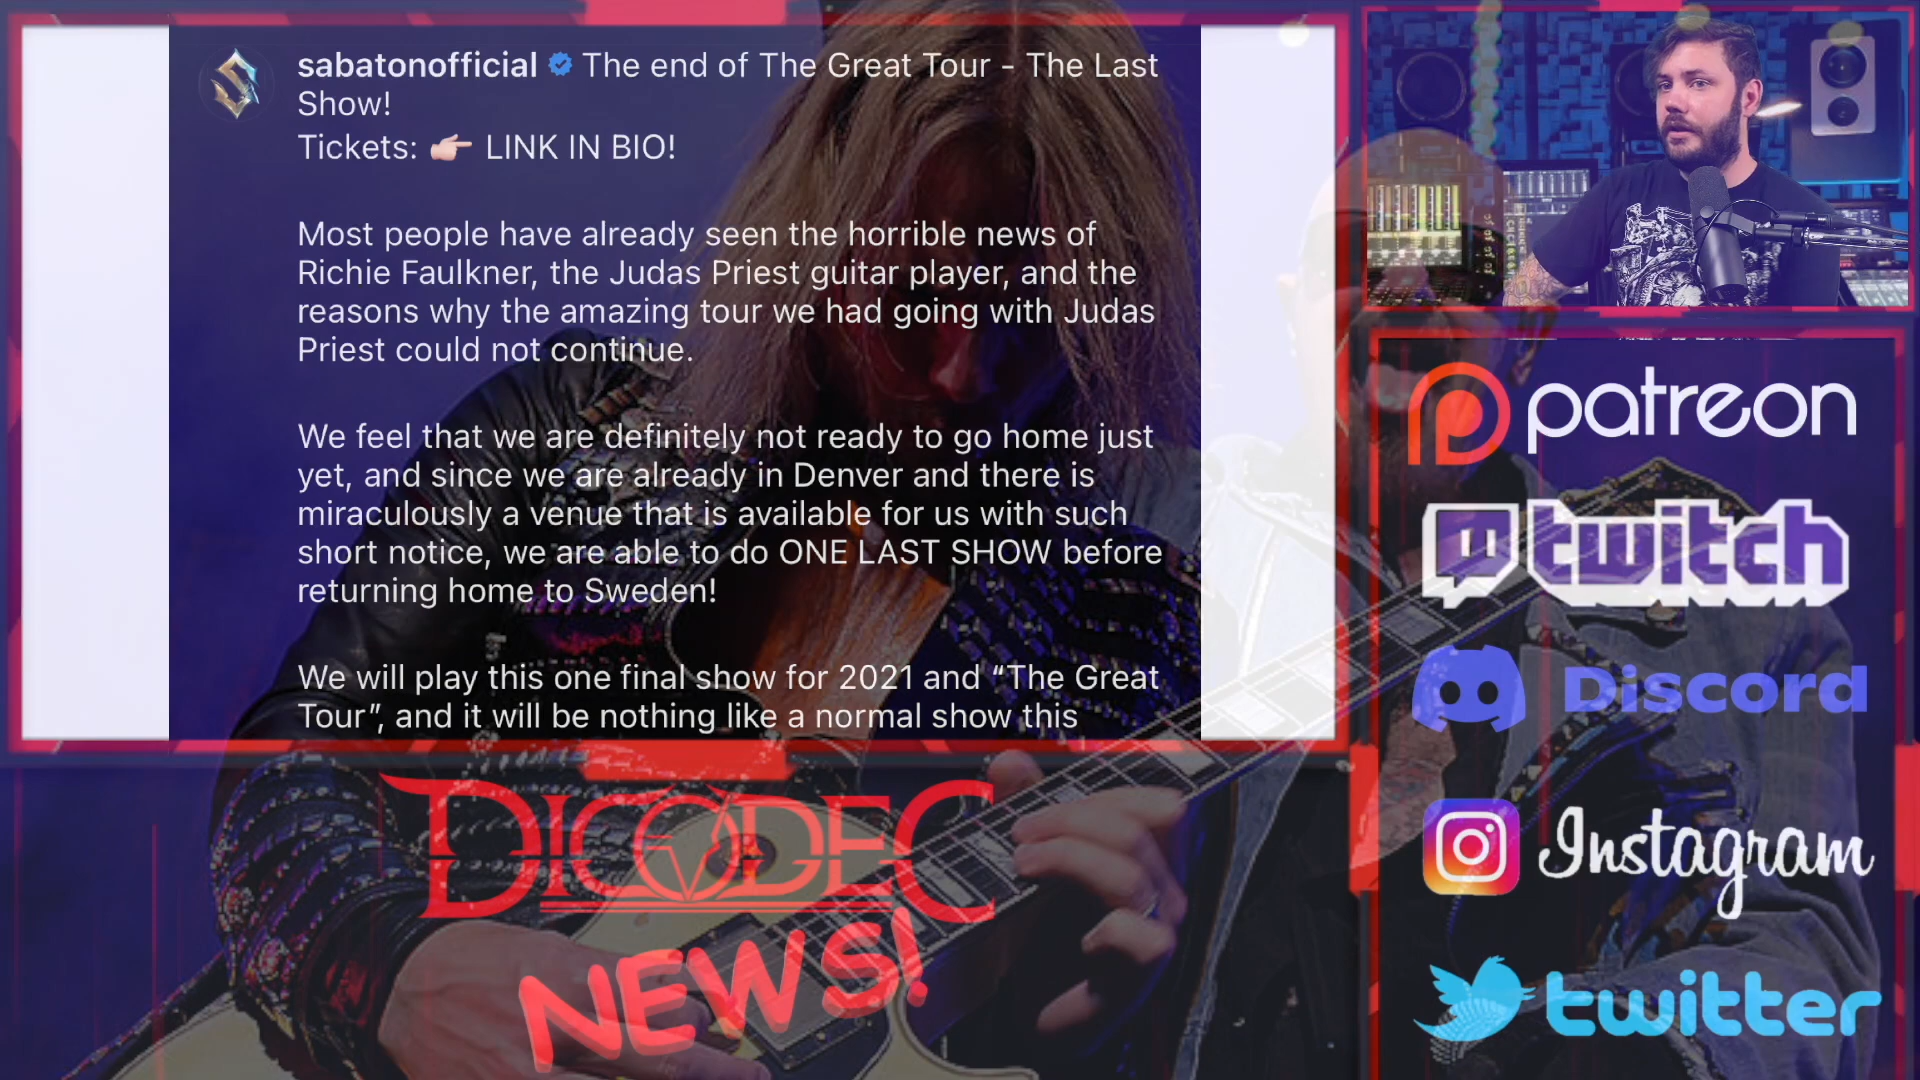 sabatonofficial The end of The Great Tour - The Last
Show!
Tickets: 👉🏻 LINK IN BIO!
Most people have already seen the horrible news of
Richie Faulkner, the Judas Priest guitar player, and the
reasons why the amazing tour we had going with Judas
Priest could not continue.
We feel that we are definitely not ready to go home just
yet, and since we are already in Denver and there is
miraculously a venue that is available for us with such
short notice, we are able to do ONE LAST SHOW before
returning home to Sweden!
We will play this one final show for 2021 and “The Great
Tour”, and it will be nothing like a normal show this
DICODEC
NEWS!
patreon
twitch
Discord
Instagram
twitter